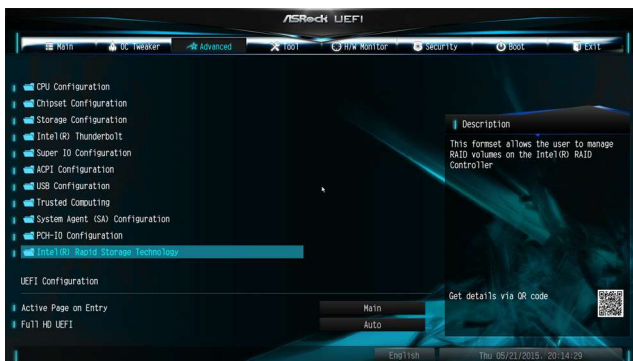 ASRock UEFI
Main
OC Tweaker
Advanced
Tool
H/W Monitor
Security
Boot
Exit
CPU Configuration
Chipset Configuration
Storage Configuration
Intel(R) Thunderbolt
Super IO Configuration
ACPI Configuration
USB Configuration
Trusted Computing
System Agent (SA) Configuration
PCH-IO Configuration
Intel(R) Rapid Storage Technology
UEFI Configuration
Active Page on Entry
Main
Full HD UEFI
Auto
Description
This formset allows the user to manage
RAID volumes on the Intel(R) RAID
Controller
Get details via QR code
English
Thu 05/21/2015. 20:14:29